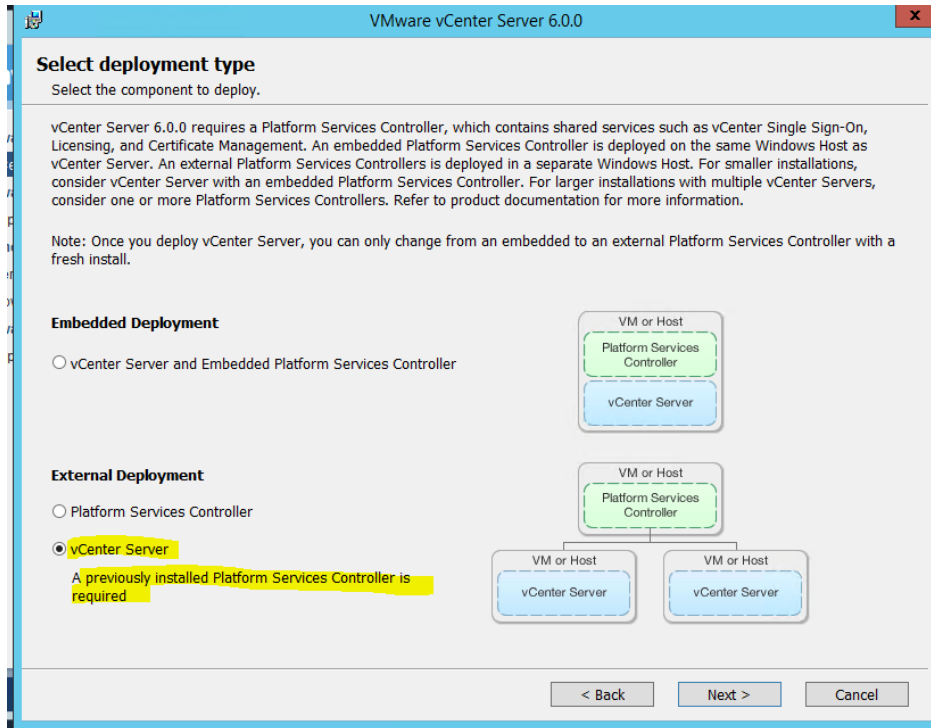 VMware vCenter Server 6.0.0
x
Select deployment type
Select the component to deploy.
vCenter Server 6.0.0 requires a Platform Services Controller, which contains shared services such as vCenter Single Sign-On,
Licensing, and Certificate Management. An embedded Platform Services Controller is deployed on the same Windows Host as
vCenter Server. An external Platform Services Controllers is deployed in a separate Windows Host. For smaller installations,
consider vCenter Server with an embedded Platform Services Controller. For larger installations with multiple vCenter Servers,
consider one or more Platform Services Controllers. Refer to product documentation for more information.
Note: Once you deploy vCenter Server, you can only change from an embedded to an external Platform Services Controller with a
fresh install.
Embedded Deployment
vCenter Server and Embedded Platform Services Controller
VM or Host
Platform Services
Controller
vCenter Server
External Deployment
Platform Services Controller
vCenter Server
A previously installed Platform Services Controller is
required
VM or Host
Platform Services
Controller
VM or Host
vCenter Server
VM or Host
vCenter Server
< Back
Next >
Cancel